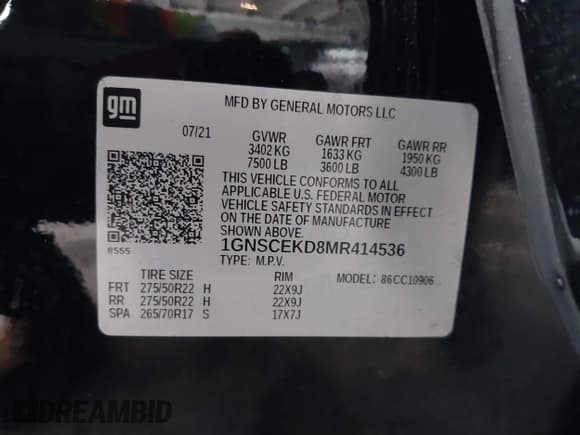 gm
MFD BY GENERAL MOTORS LLC
07/21 GVWR GAWR FRT GAWR RR
3402 KG 1633 KG 1950 KG
7500 LB 3600 LB 4300 LB
THIS VEHICLE CONFORMS TO ALL
APPLICABLE U.S. FEDERAL MOTOR
VEHICLE SAFETY STANDARDS IN EFFECT
ON THE DATE OF MANUFACTURE
SHOWN ABOVE.
8555
1GNSCEKD8MR414536
TYPE: M.P.V.
TIRE SIZE RIM MODEL: 86CC10906
FRT 275/50R22 H 22X9J
RR 275/50R22 H 22X9J
SPA 265/70R17 S 17X7J
DREAMBID